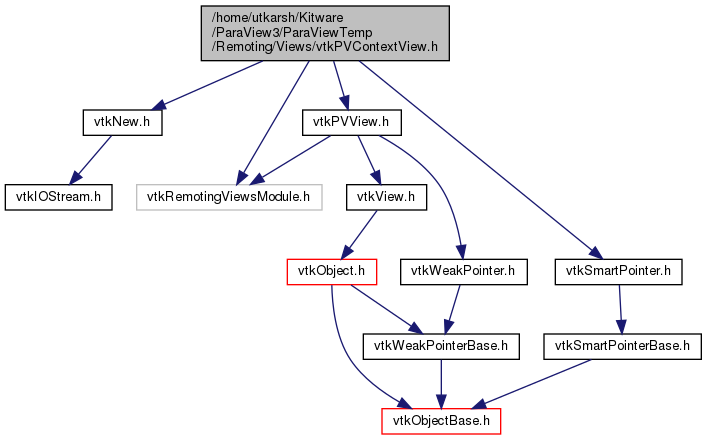 /home/utkarsh/Kitware
/ParaView3/ParaViewTemp
/Remoting/Views/vtkPVContextView.h
vtkNew.h
vtkPVView.h
vtkIOStream.h
vtkRemotingViewsModule.h
vtkView.h
vtkObject.h
vtkWeakPointer.h
vtkSmartPointer.h
vtkWeakPointerBase.h
vtkSmartPointerBase.h
vtkObjectBase.h